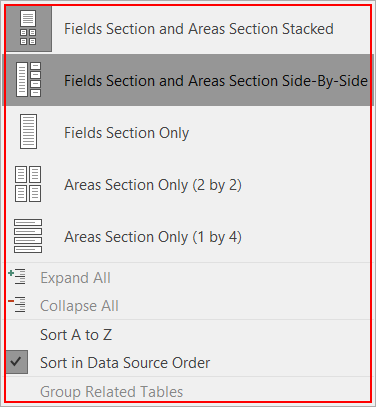 Fields Section and Areas Section Stacked
Fields Section and Areas Section Side-By-Side
Fields Section Only
Areas Section Only (2 by 2)
Areas Section Only (1 by 4)
Expand All
Collapse All
Sort A to Z
Sort in Data Source Order
Group Related Tables